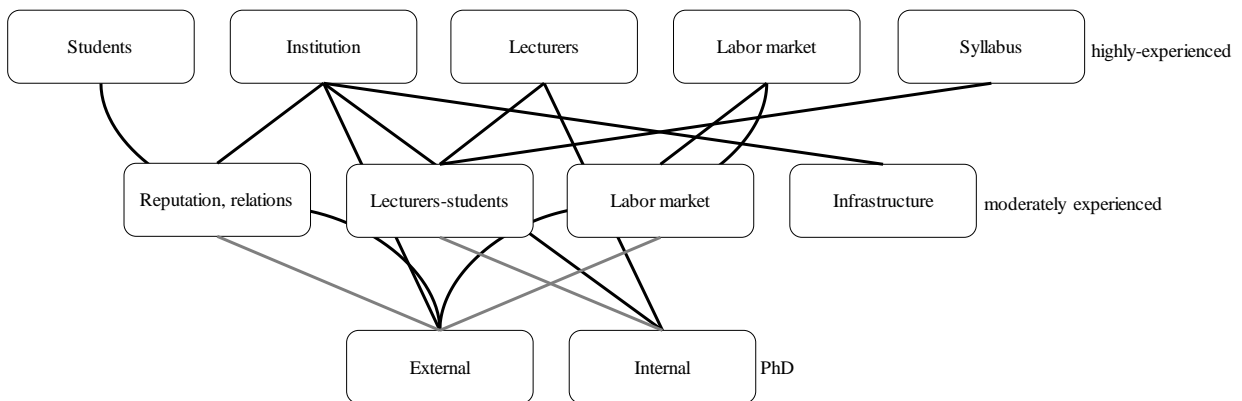 Students
Institution
Lecturers
Labor market
Syllabus
highly-experienced
Reputation, relations
Lecturers-students
Labor market
Infrastructure
moderately experienced
External
Internal
PhD